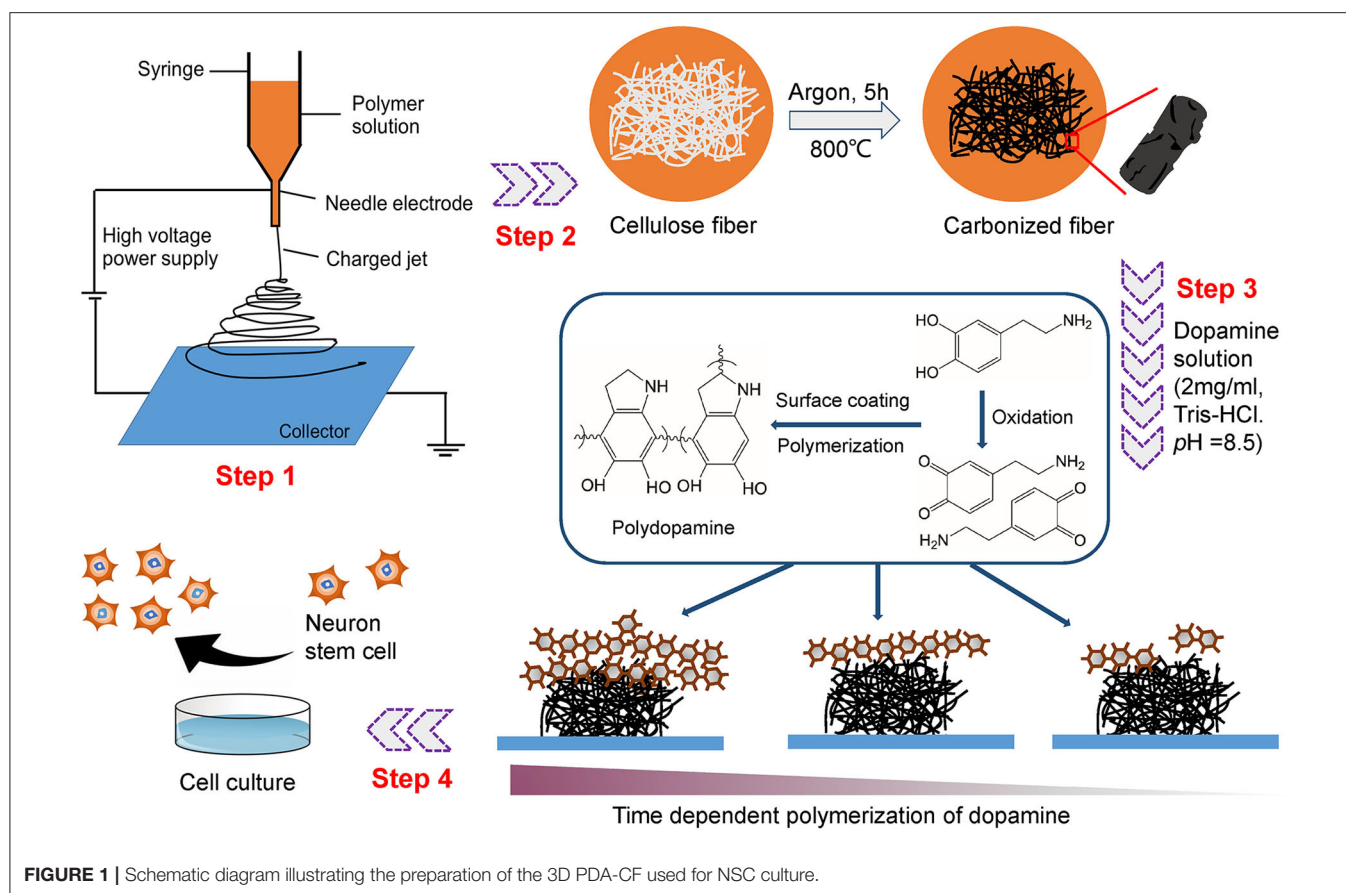 Syringe
Polymer
solution
Needle electrode
High voltage
power supply
Charged jet
Collector
Step 1
Step 2
Cellulose fiber
Argon, 5h
800℃
Carbonized fiber
Step 3
Dopamine
solution
(2mg/ml,
Tris-HCl.
pH =8.5)
HO
HO
NH₂
Oxidation
O
O
NH₂
O
O
H₂N
Surface coating
Polymerization
NH
NH
OH
HO
OH
HO
Polydopamine
Neuron
stem cell
Cell culture
Step 4
Time dependent polymerization of dopamine
FIGURE 1 | Schematic diagram illustrating the preparation of the 3D PDA-CF used for NSC culture.